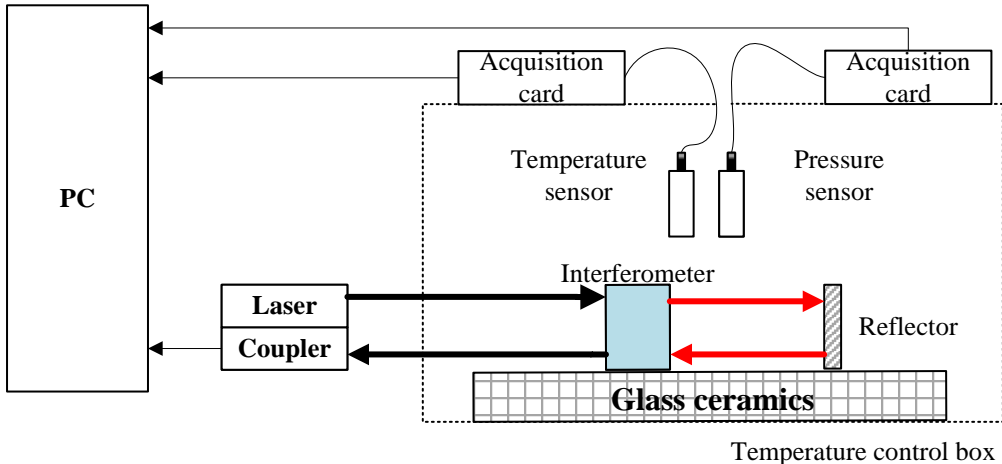 Acquisition
card
Acquisition
card
Temperature
sensor
Pressure
sensor
PC
Interferometer
Laser
Coupler
Reflector
Glass ceramics
Temperature control box